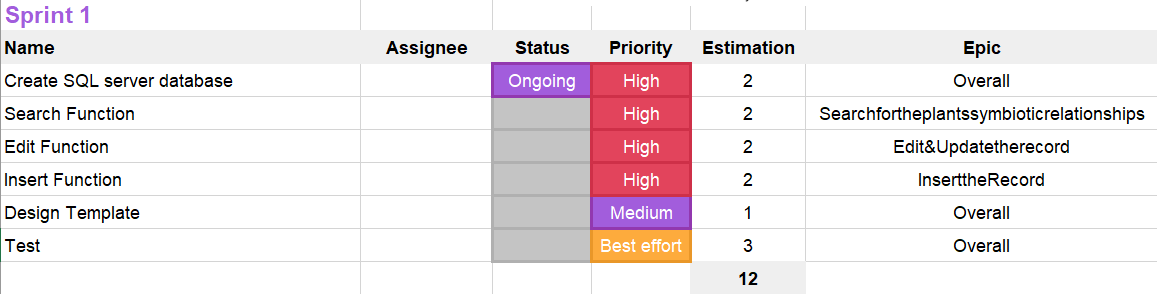 Sprint 1
Name Assignee Status Priority Estimation Epic
Create SQL server database Ongoing High 2 Overall
Search Function High 2 Searchfortheplantssymbioticrelationships
Edit Function High 2 Edit&Updatetherecord
Insert Function High 2 InserttheRecord
Design Template Medium 1 Overall
Test Best effort 3 Overall
12